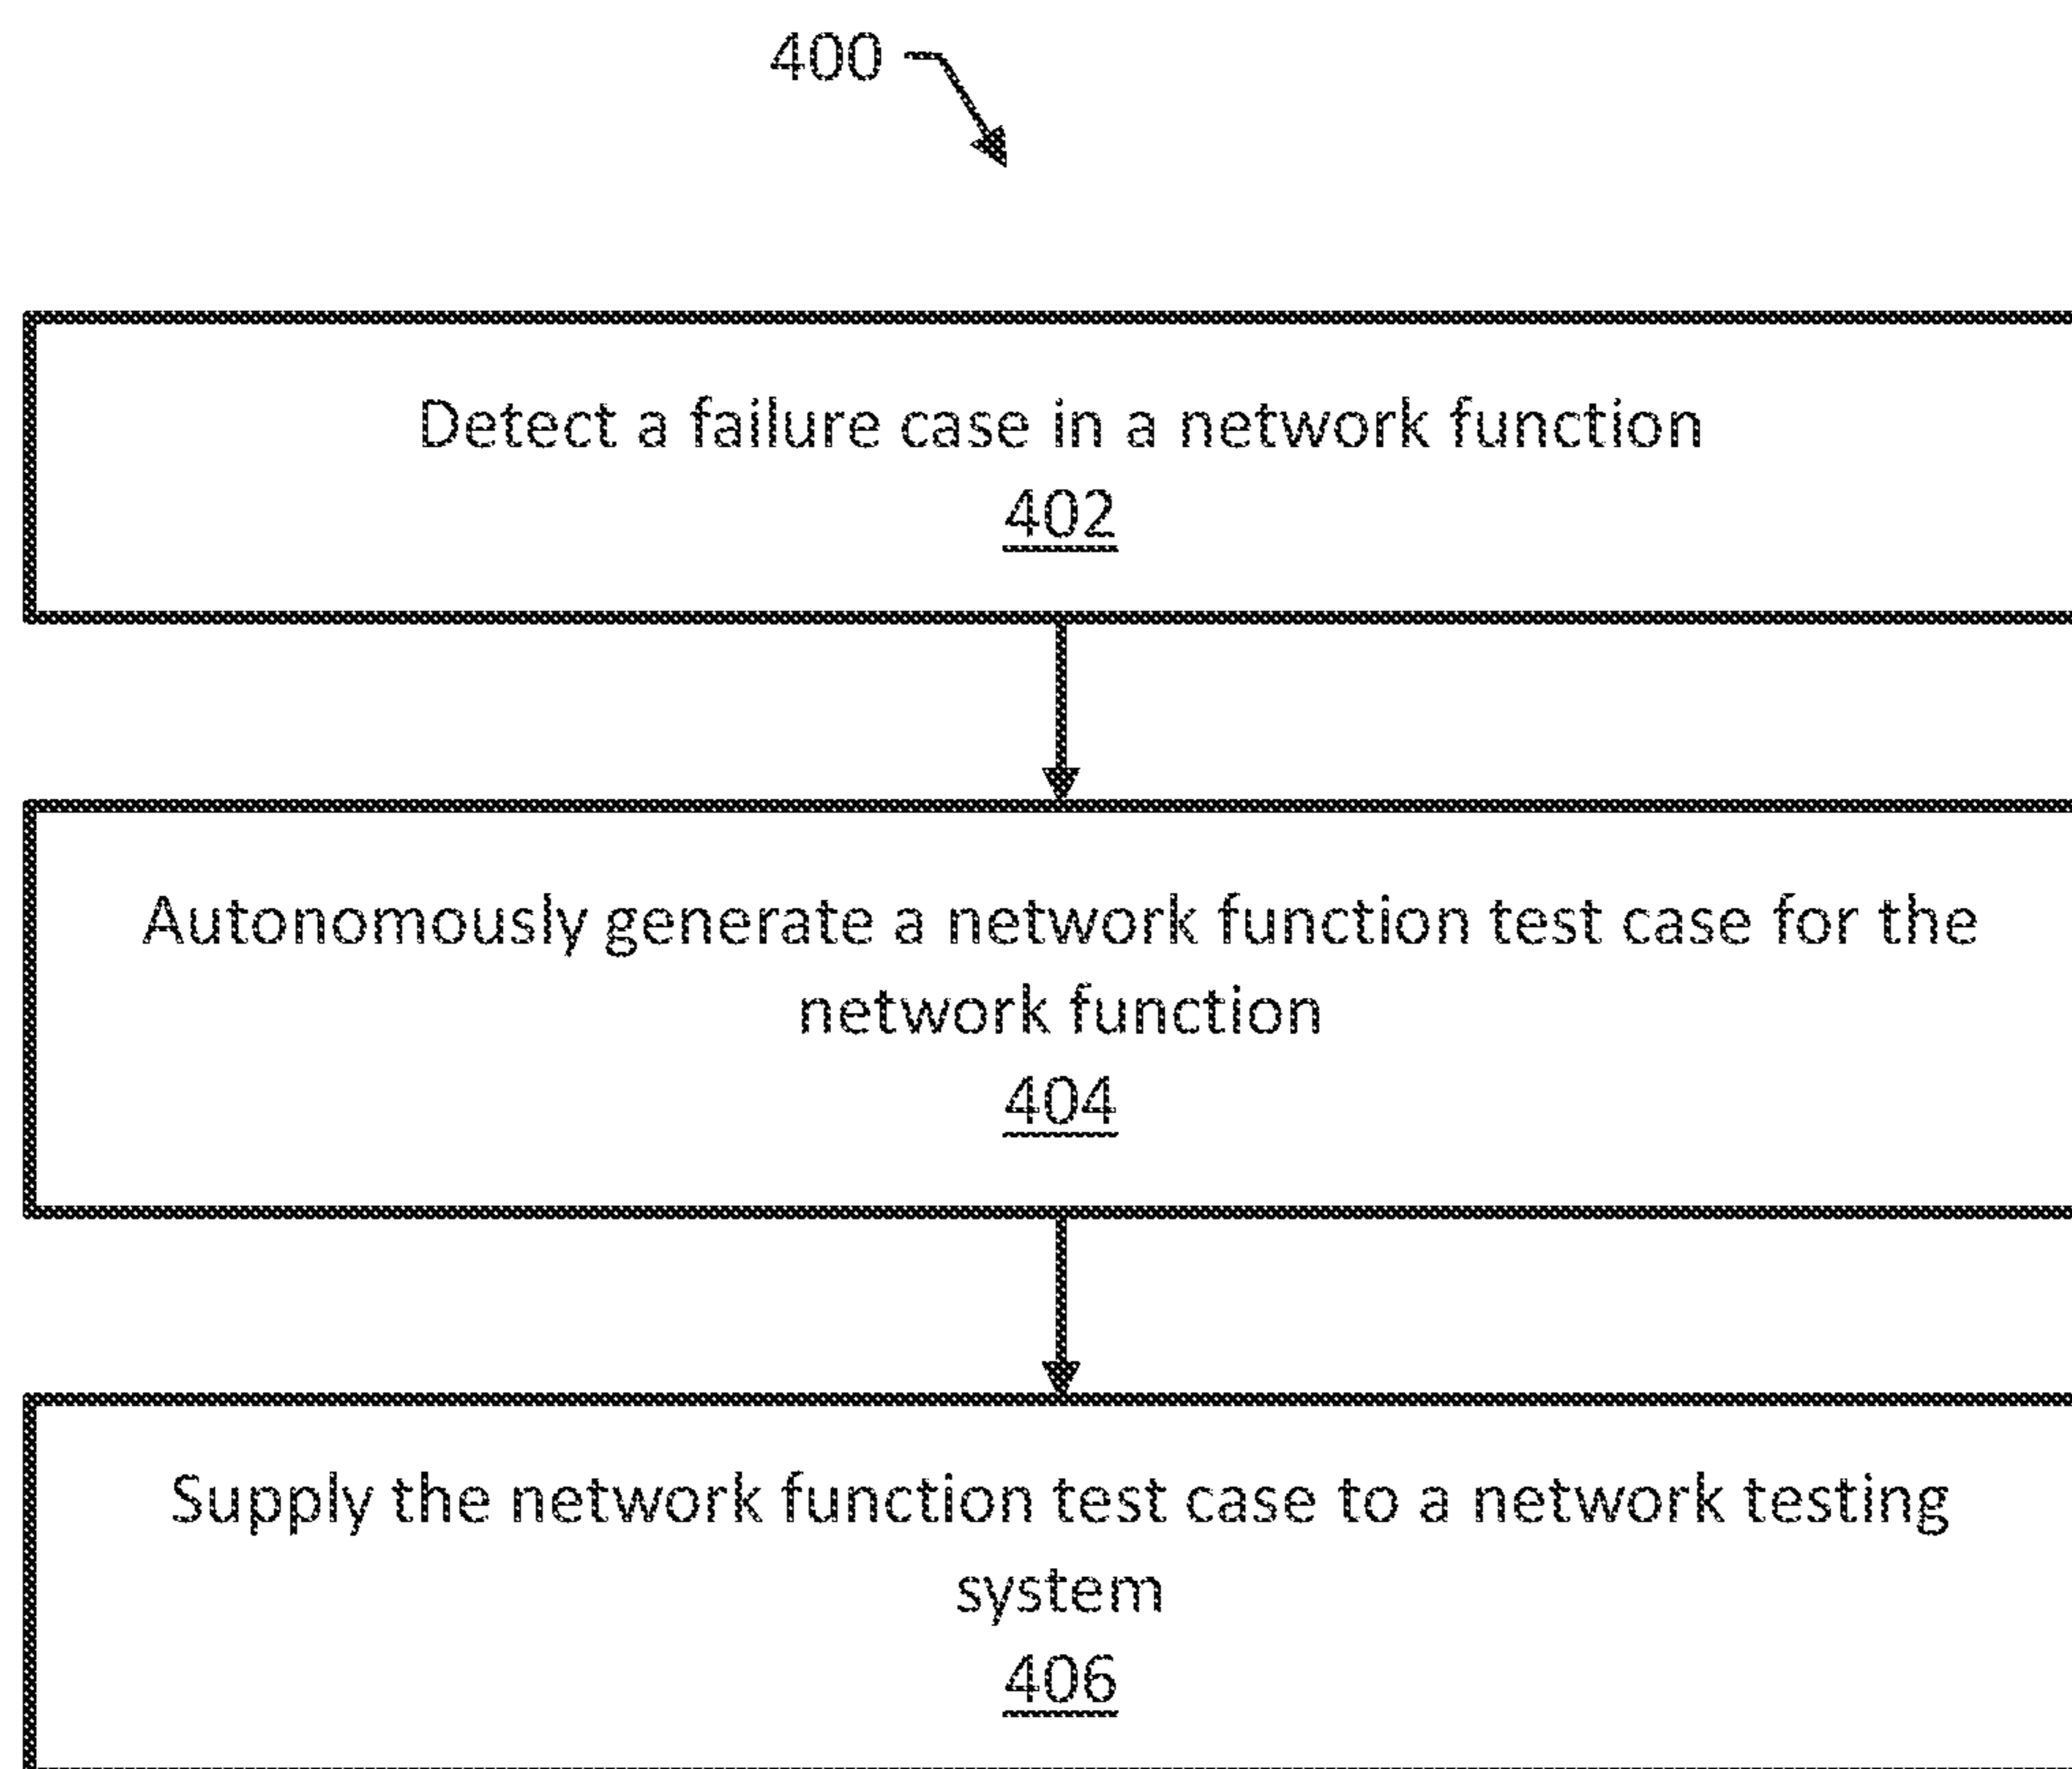 400
Detect a failure case in a network function
402
Autonomously generate a network function test case for the
network function
404
Supply the network function test case to a network testing
system
406